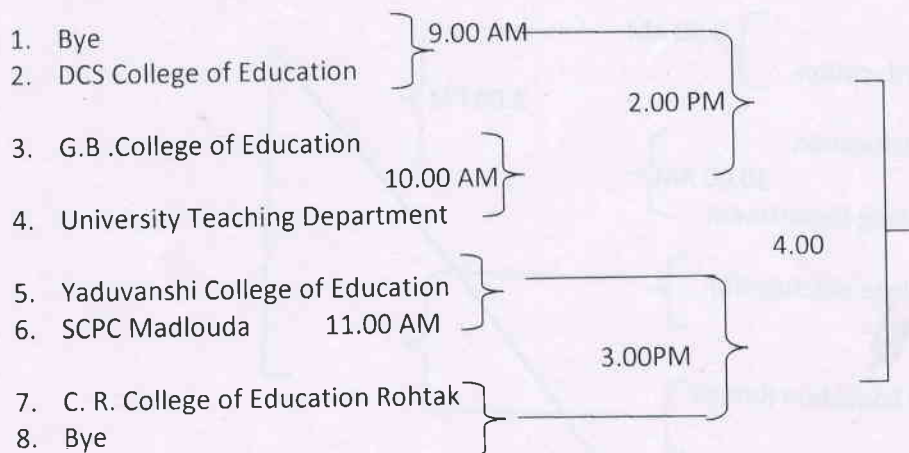 1. Bye 9.00 AM
2. DCS College of Education
2.00 PM
3. G.B .College of Education
10.00 AM
4. University Teaching Department
4.00
5. Yaduvanshi College of Education
6. SCPC Madlouda 11.00 AM
3.00PM
7. C. R. College of Education Rohtak
8. Bye